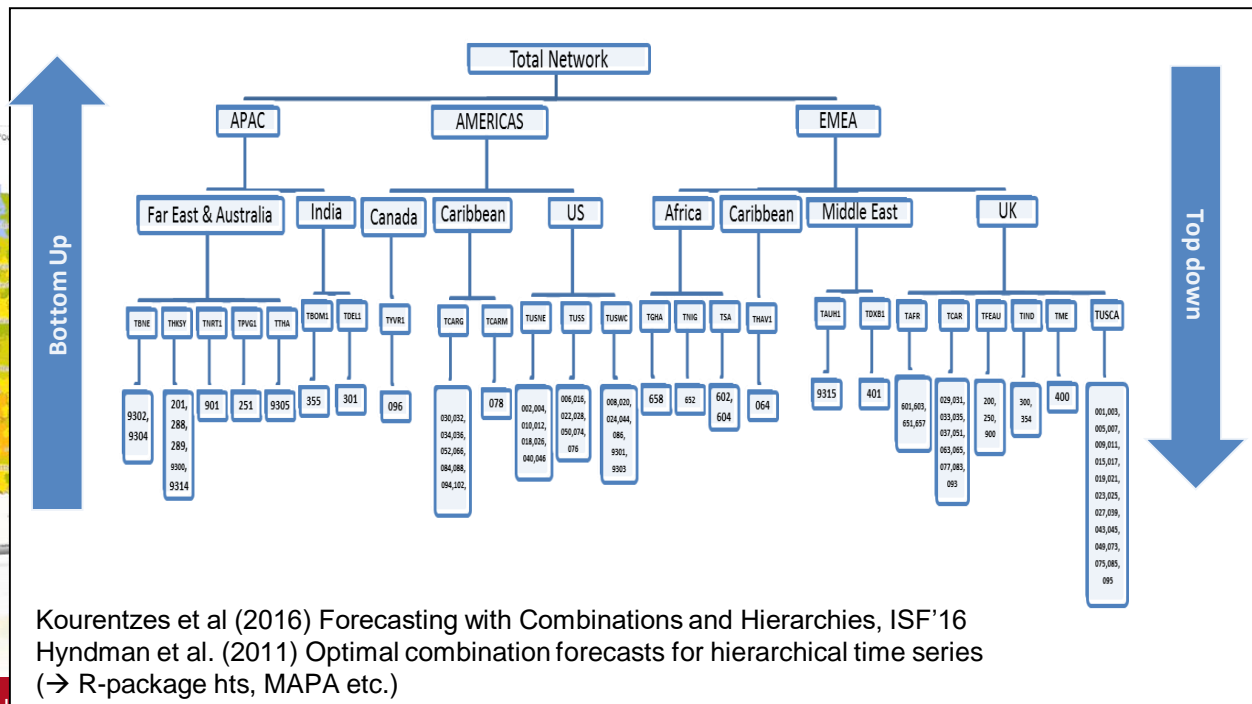 Total Network
APAC
AMERICAS
EMEA
Far East & Australia
India
Canada
Caribbean
US
Africa
Caribbean
Middle East
UK
TBNE
THKSY
TNRT1
TPVG1
TTHA
TBOM1
TDEL1
TYVR1
TCARG
TCARM
TUSNE
TUSS
TUSWC
TGHA
TNIG
TSA
THAV1
TAUH1
TDXB1
TAFR
TCAR
TFEAU
TIND
TME
TUSCA
9302,
9304
201,
288,
289,
9300,
9314
901
251
9305
355
301
096
030,032,
034,036,
052,066,
084,088,
094,102,
078
002,004,
010,012,
018,026,
040,046
006,016,
022,028,
050,074,
076
008,020,
024,044,
086,
9301,
9303
658
652
602,
604
064
9315
401
601,603,
651,657
029,031,
033,035,
037,051,
063,065,
077,083,
093
200,
250,
900
300,
354
400
001,003,
005,007,
009,011,
015,017,
019,021,
023,025,
027,039,
043,045,
049,073,
075,085,
095
Bottom Up
Top down
Kourentzes et al (2016) Forecasting with Combinations and Hierarchies, ISF'16
Hyndman et al. (2011) Optimal combination forecasts for hierarchical time series
(→ R-package hts, MAPA etc.)